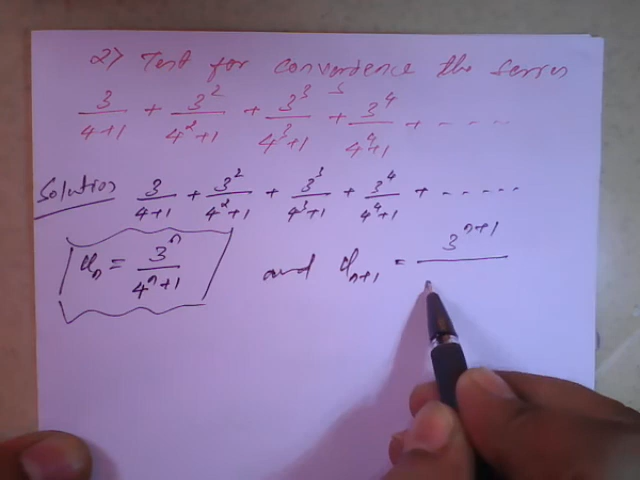 2) Test for convergence the series
3/(4+1) + 3^2/(4^2+1) + 3^3/(4^3+1) + 3^4/(4^4+1) + - - - -
Solution 3/(4+1) + 3^2/(4^2+1) + 3^3/(4^3+1) + 3^4/(4^4+1) + - - - - -
u_n = 3^n/(4^n+1) and u_{n+1} = 3^{n+1}/